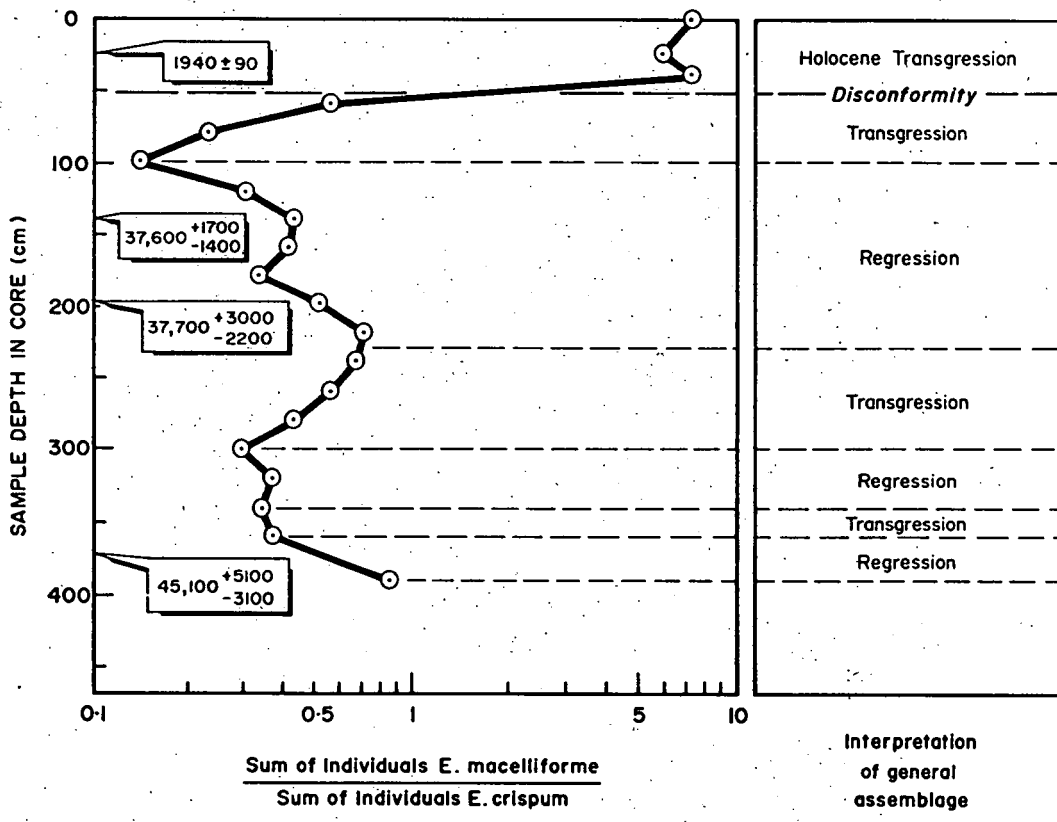 0
100
200
300
400
SAMPLE DEPTH IN CORE (cm)
1940 ± 90
37,600 +1700 -1400
37,700 +3000 -2200
45,100 +5100 -3100
Holocene Transgression
Disconformity
Transgression
Regression
Transgression
Regression
Transgression
Regression
0·1
0·5
1
5
10
Sum of Individuals E. macelliforme
Sum of Individuals E. crispum
Interpretation
of general
assemblage